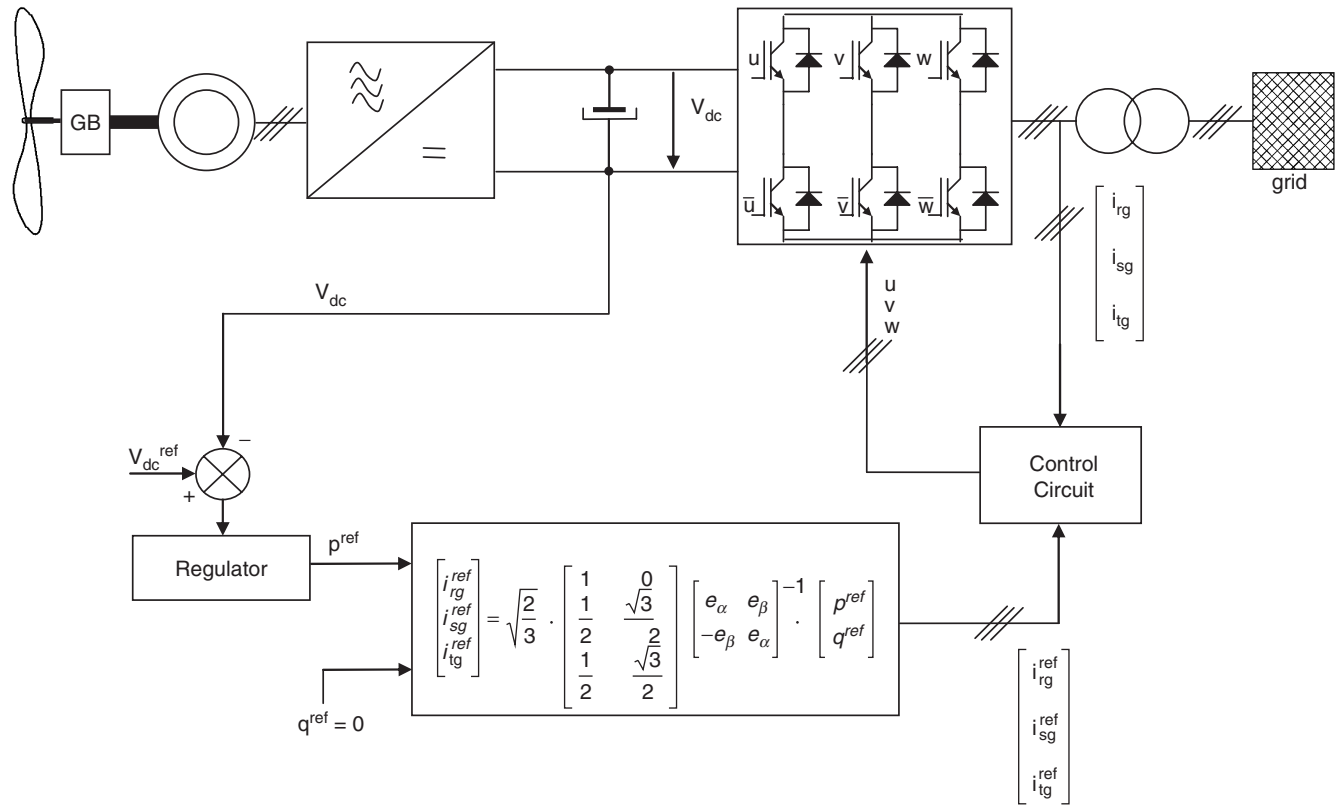 GB
V_dc
u v w
u̅ v̅ w̅
grid
[i_rg
i_sg
i_tg]
V_dc
u
v
w
V_dc^ref
−
+
Regulator
p^ref
q^ref = 0
[i_rg^ref
i_sg^ref
i_tg^ref] = √(2/3) · [1 0
1/2 √3/2
1/2 √3/2] [e_α e_β
−e_β e_α]^−1 · [p^ref
q^ref]
Control
Circuit
[i_rg^ref
i_sg^ref
i_tg^ref]